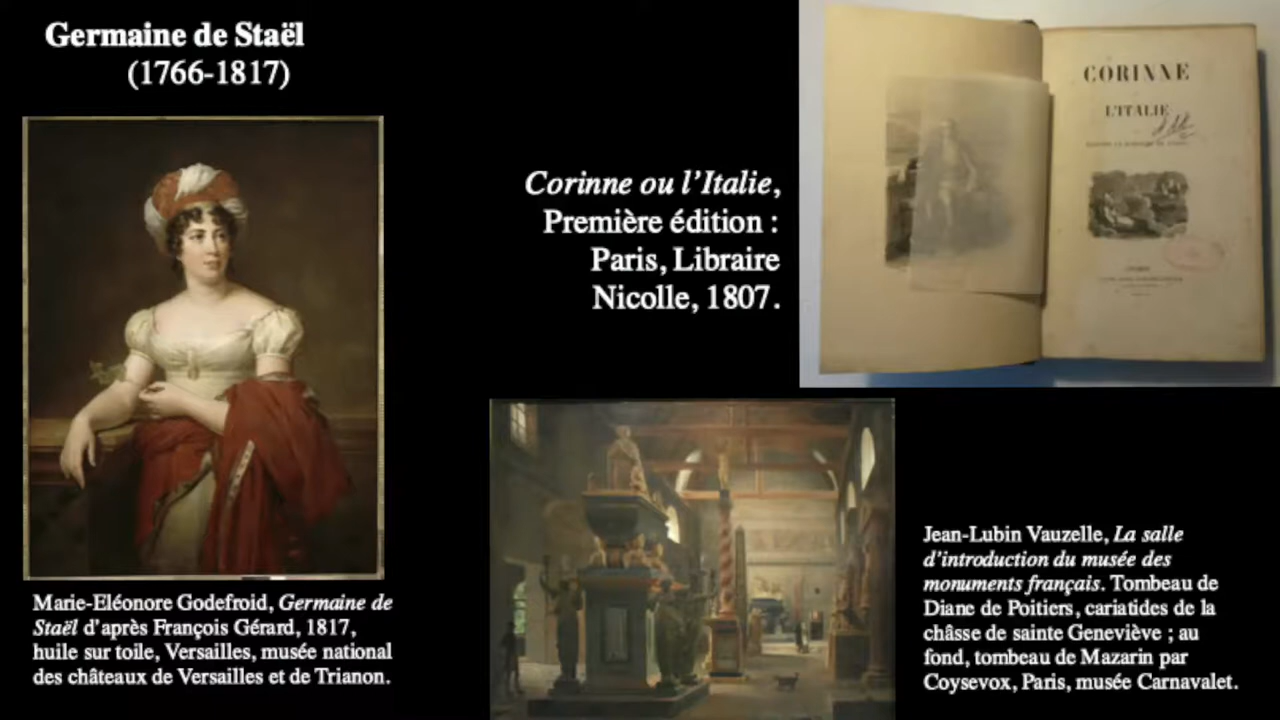 Germaine de Staël
(1766-1817)
Corinne ou l'Italie,
Première édition :
Paris, Libraire
Nicolle, 1807.
CORINNE
L'ITALIE
Marie-Eléonore Godefroid, Germaine de
Staël d'après François Gérard, 1817,
huile sur toile, Versailles, musée national
des châteaux de Versailles et de Trianon.
Jean-Lubin Vauzelle, La salle
d'introduction du musée des
monuments français. Tombeau de
Diane de Poitiers, cariatides de la
châsse de sainte Geneviève ; au
fond, tombeau de Mazarin par
Coysevox, Paris, musée Carnavalet.